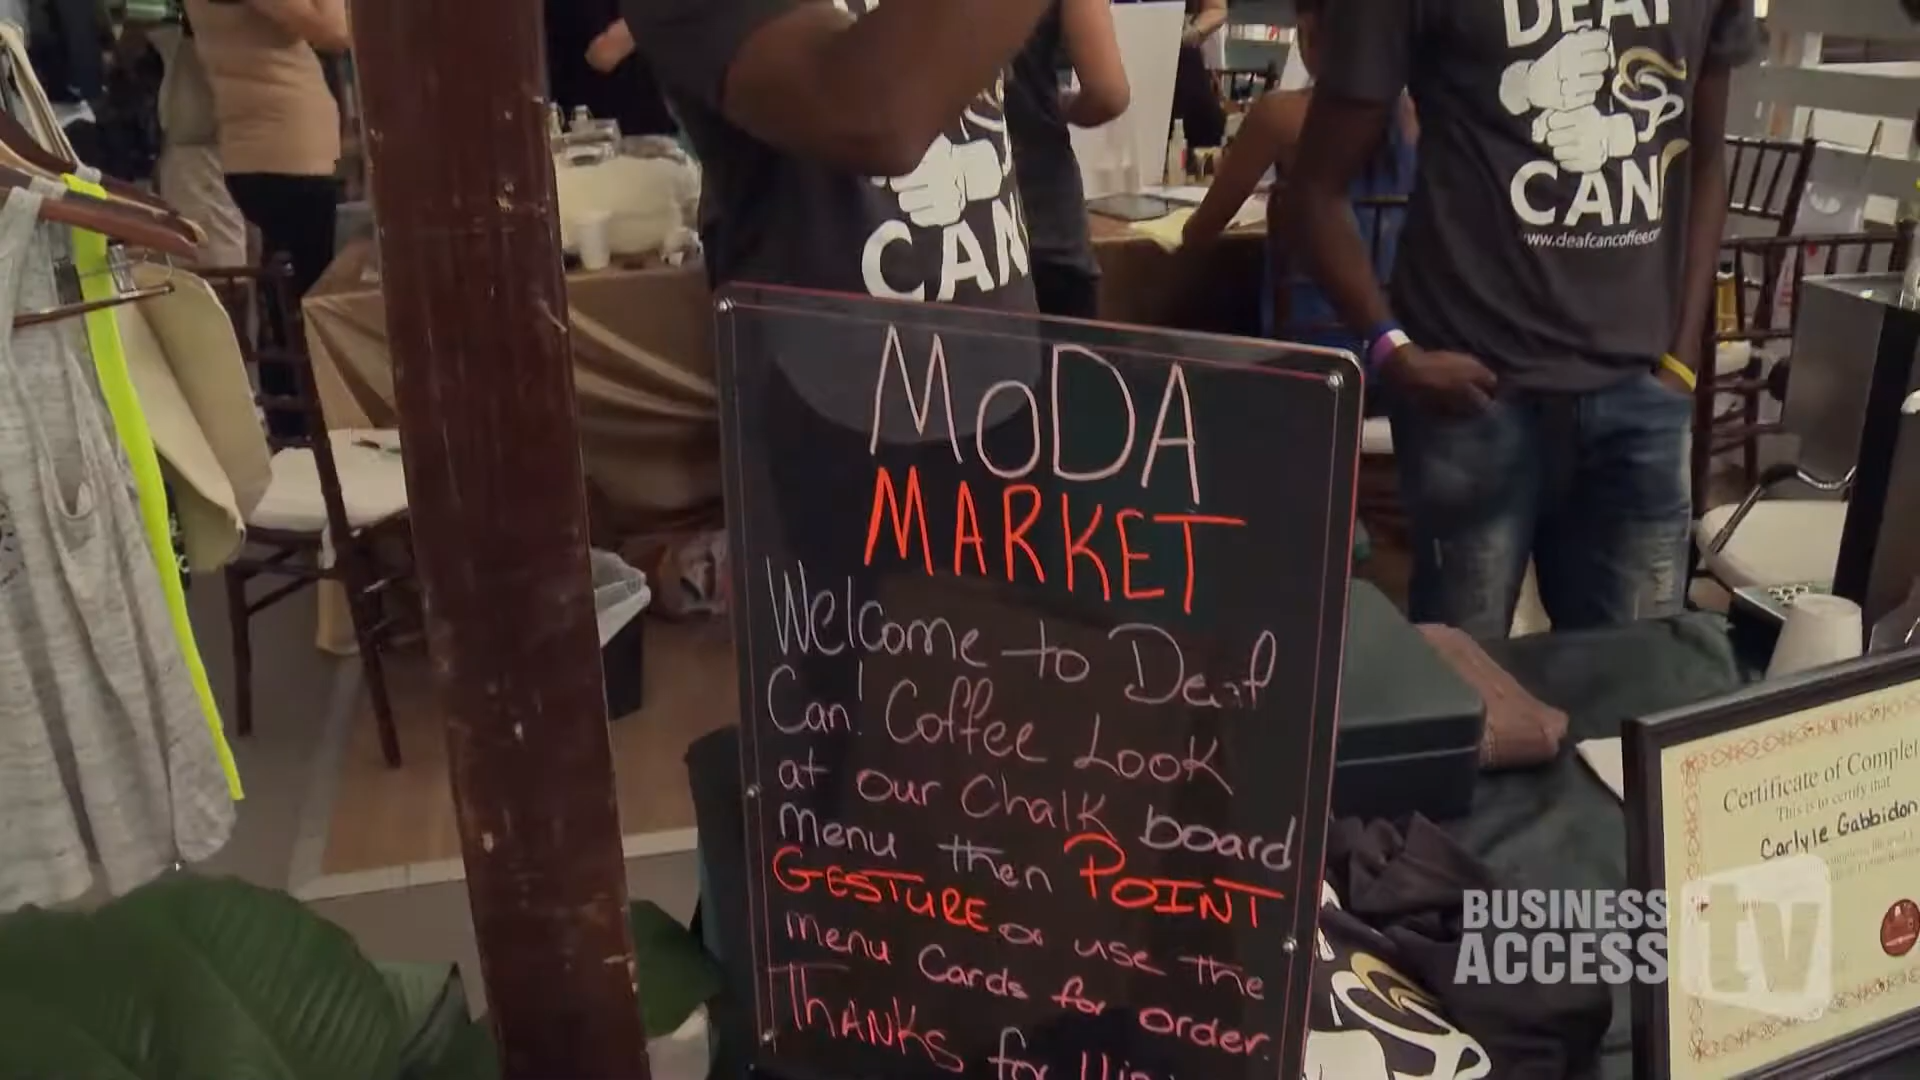 DEAF
CAN
www.deafcancoffee.co
CAN
MODA
MARKET
Welcome to Deaf
Can! Coffee Look
at our Chalk board
menu then POINT
GESTURE or use the
menu Cards for order.
THANKS for
Certificate of Complet
This is to certify that
Carlyle Gabbidon
BUSINESS
ACCESS
tv